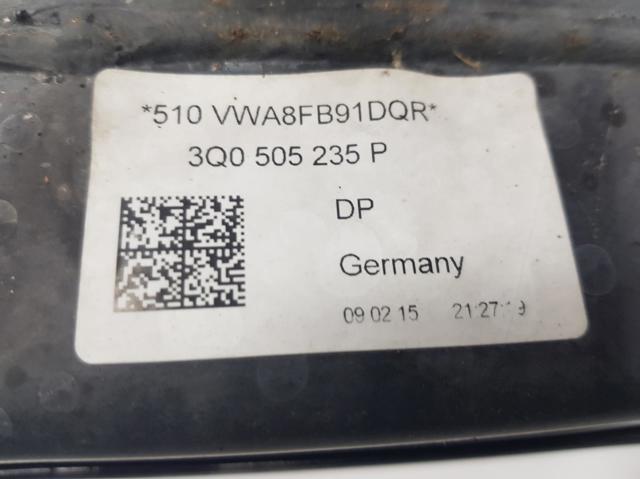 *510 VWA8FB91DQR*
3Q0 505 235 P
DP
Germany
09 02 15